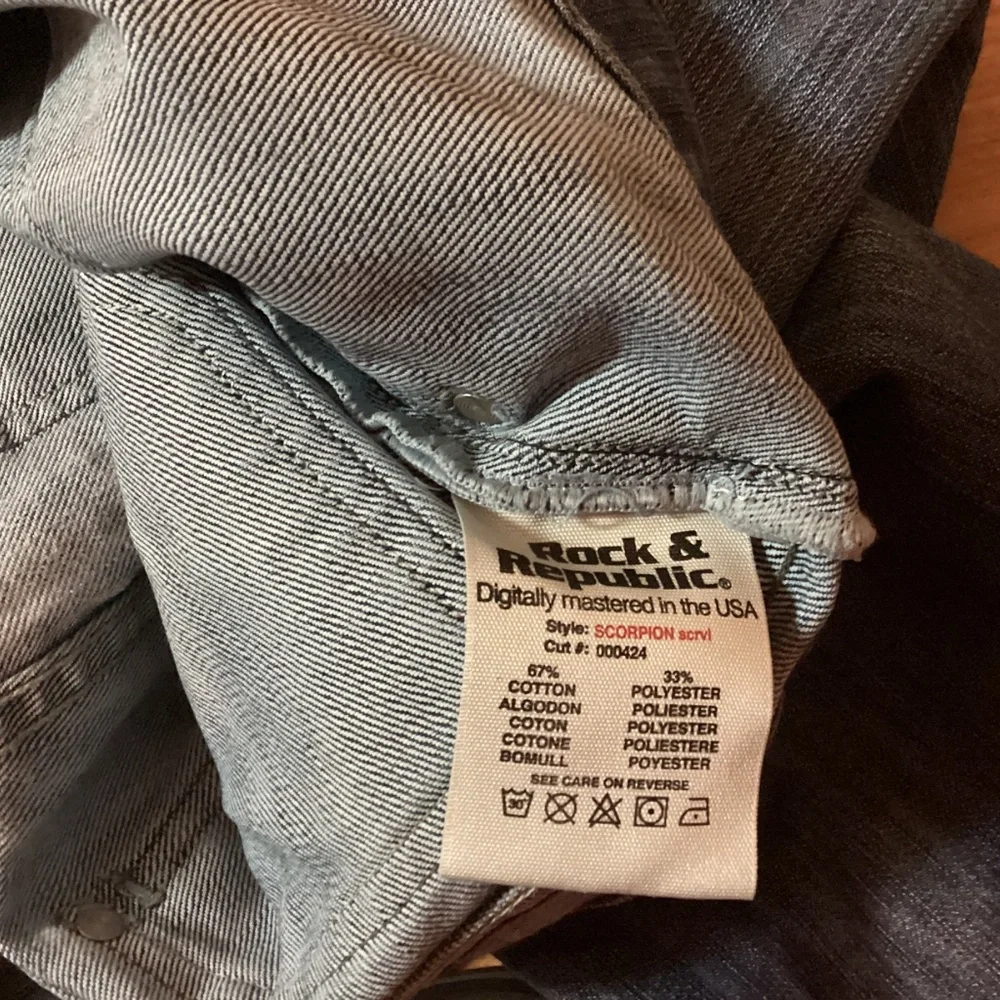 Rock &
Republic®
Digitally mastered in the USA
Style: SCORPION scrvl
Cut #: 000424
67% 33%
COTTON POLYESTER
ALGODON POLIESTER
COTON POLYESTER
COTONE POLIESTERE
BOMULL POYESTER
SEE CARE ON REVERSE
30°